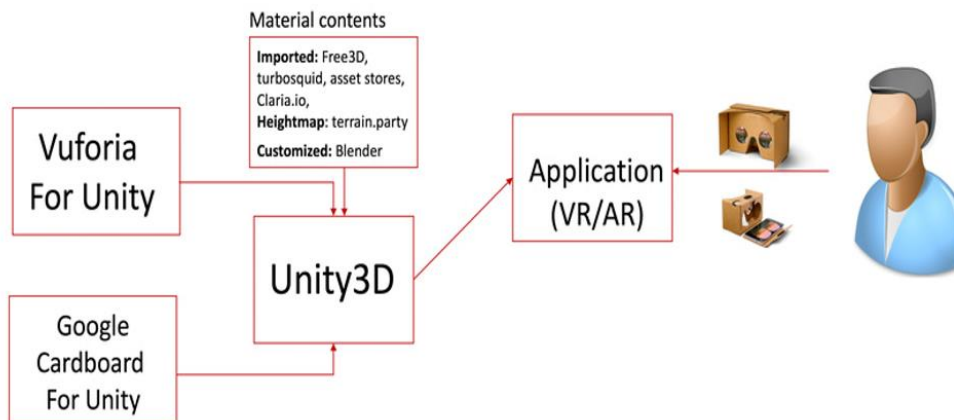 Material contents
Imported: Free3D,
turbosquid, asset stores,
Claria.io,
Heightmap: terrain.party
Customized: Blender
Vuforia
For Unity
Unity3D
Application
(VR/AR)
Google
Cardboard
For Unity